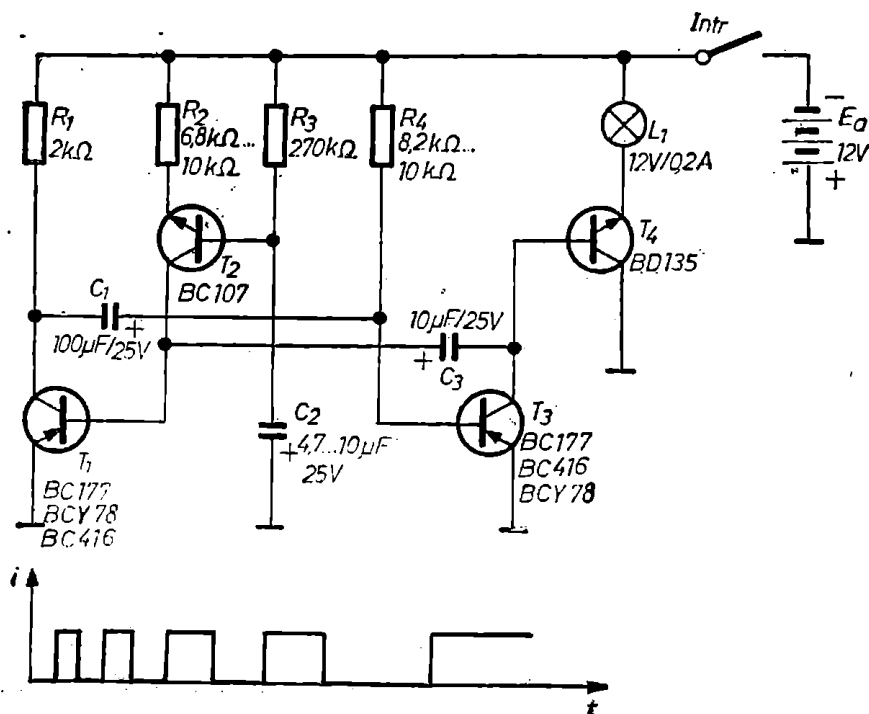 Intr
R1
2kΩ
R2
6,8kΩ...
10kΩ
R3
270kΩ
R4
8,2kΩ...
10kΩ
L1
12V/0,2A
−
Ea
12V
+
T2
BC107
T4
BD135
C1
+
100μF/25V
10μF/25V
+
C3
T1
BC177
BCY78
BC416
C2
+ 4,7...10μF
25V
T3
BC177
BC416
BCY78
i
t